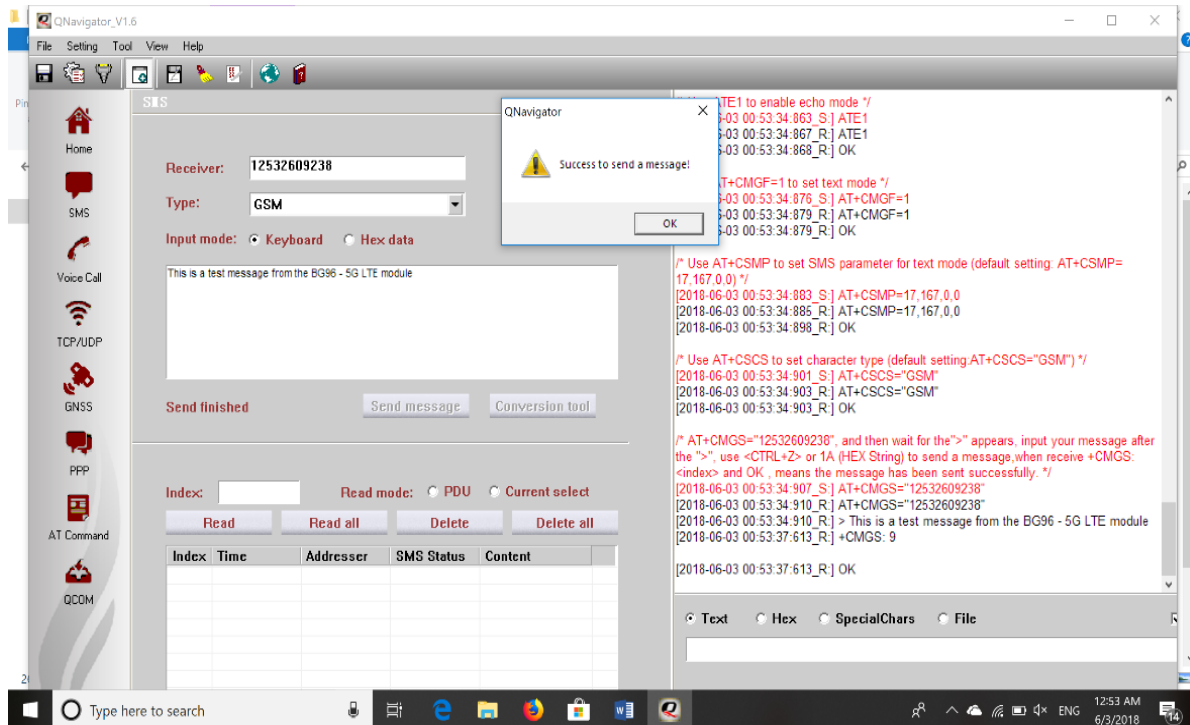 QNavigator_V1.6
File Setting Tool View Help
Pin
Home
SMS
Voice Call
TCP/UDP
GNSS
PPP
AT Command
QCOM
SMS
Receiver: 12532609238
Type: GSM
Input mode: Keyboard Hex data
This is a test message from the BG96 - 5G LTE module
Send finished Send message Conversion tool
Index: Read mode: PDU Current select
Read Read all Delete Delete all
Index Time Addresser SMS Status Content
QNavigator
Success to send a message!
OK
TE1 to enable echo mode */
-03 00:53:34:863_S:] ATE1
-03 00:53:34:867_R:] ATE1
-03 00:53:34:868_R:] OK
T+CMGF=1 to set text mode */
-03 00:53:34:876_S:] AT+CMGF=1
-03 00:53:34:879_R:] AT+CMGF=1
-03 00:53:34:879_R:] OK
/* Use AT+CSMP to set SMS parameter for text mode (default setting: AT+CSMP=
17,167,0,0) */
[2018-06-03 00:53:34:883_S:] AT+CSMP=17,167,0,0
[2018-06-03 00:53:34:885_R:] AT+CSMP=17,167,0,0
[2018-06-03 00:53:34:898_R:] OK
/* Use AT+CSCS to set character type (default setting:AT+CSCS="GSM") */
[2018-06-03 00:53:34:901_S:] AT+CSCS="GSM"
[2018-06-03 00:53:34:903_R:] AT+CSCS="GSM"
[2018-06-03 00:53:34:903_R:] OK
/* AT+CMGS="12532609238", and then wait for the">" appears, input your message after
the ">", use <CTRL+Z> or 1A (HEX String) to send a message,when receive +CMGS:
<index> and OK , means the message has been sent successfully. */
[2018-06-03 00:53:34:907_S:] AT+CMGS="12532609238"
[2018-06-03 00:53:34:910_R:] AT+CMGS="12532609238"
[2018-06-03 00:53:34:910_R:] > This is a test message from the BG96 - 5G LTE module
[2018-06-03 00:53:37:613_R:] +CMGS: 9
[2018-06-03 00:53:37:613_R:] OK
Text Hex SpecialChars File
Type here to search
ENG
12:53 AM
6/3/2018
14